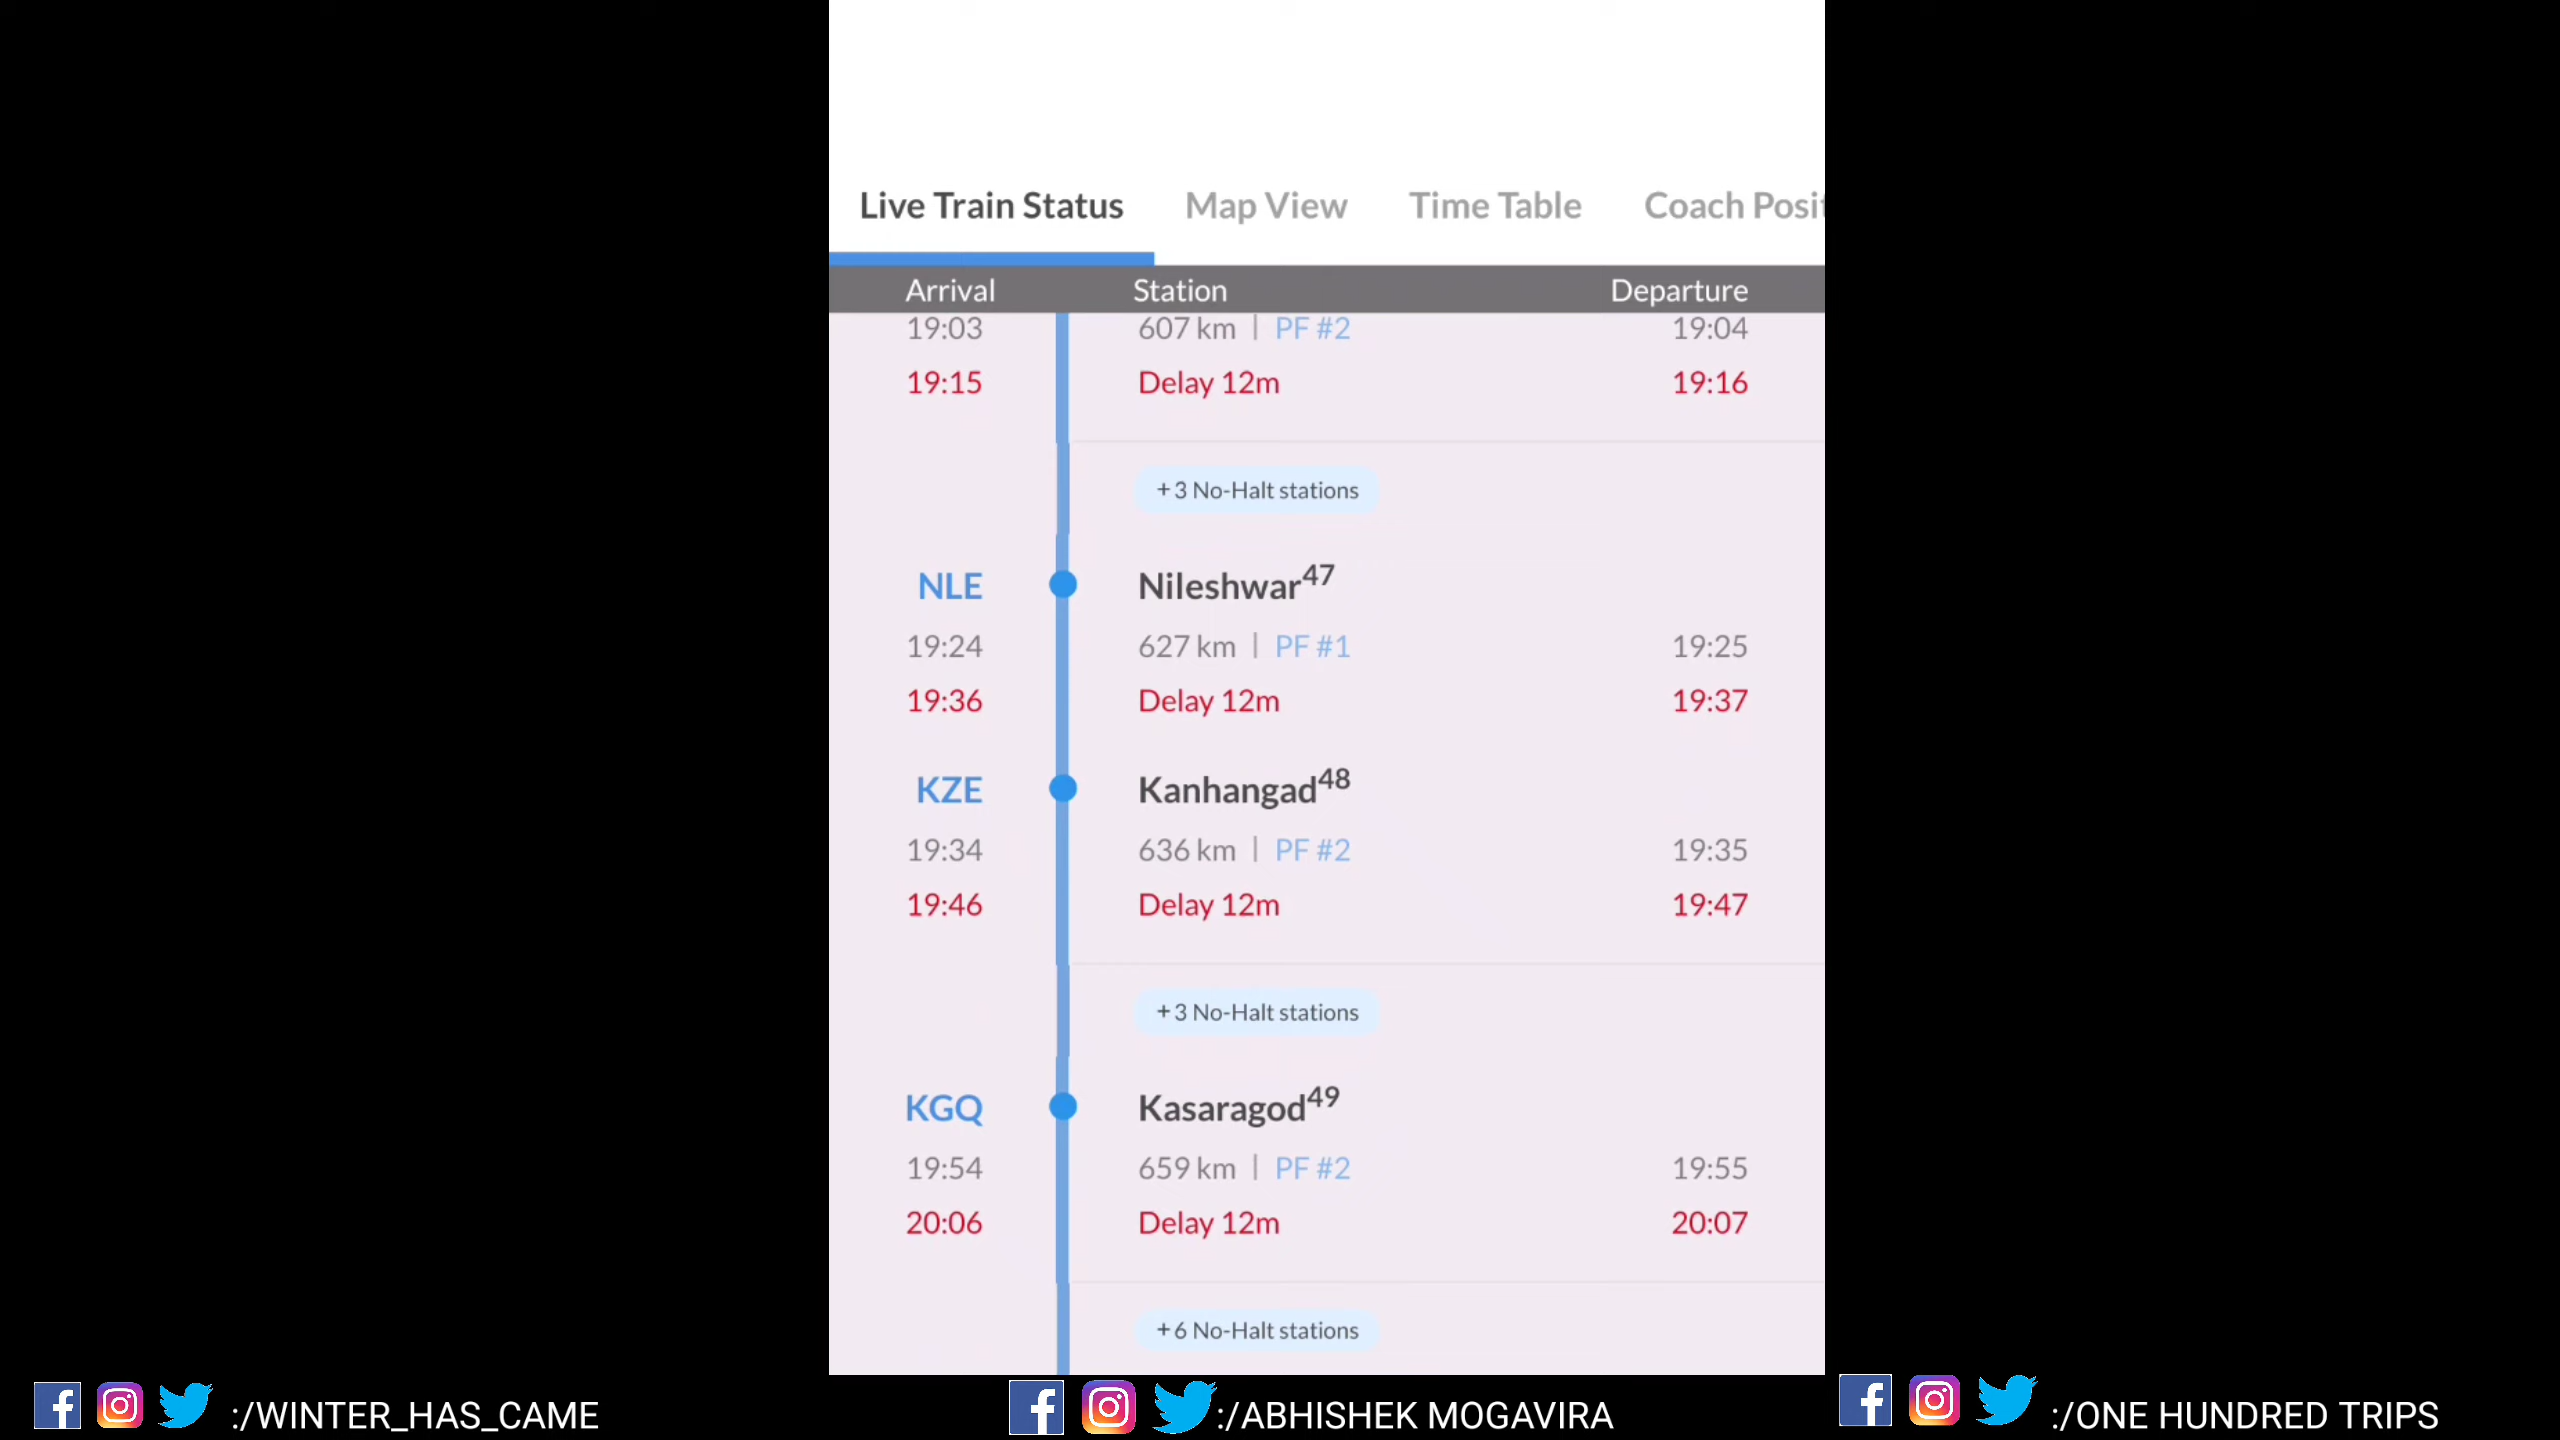 Live Train Status Map View Time Table Coach Posit
Arrival Station Departure
19:03 607 km | PF #2 19:04
19:15 Delay 12m 19:16
+3 No-Halt stations
NLE Nileshwar47
19:24 627 km | PF #1 19:25
19:36 Delay 12m 19:37
KZE Kanhangad48
19:34 636 km | PF #2 19:35
19:46 Delay 12m 19:47
+3 No-Halt stations
KGQ Kasaragod49
19:54 659 km | PF #2 19:55
20:06 Delay 12m 20:07
+6 No-Halt stations
:/WINTER_HAS_CAME :/ABHISHEK MOGAVIRA :/ONE HUNDRED TRIPS